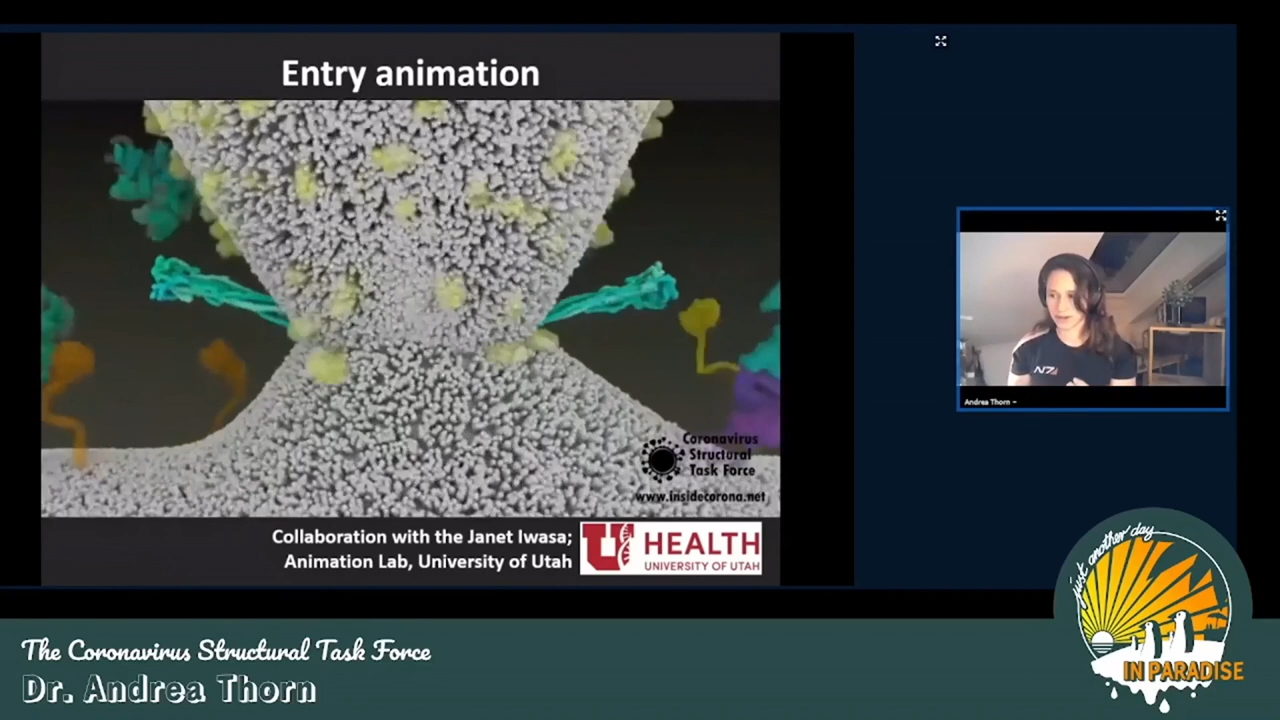 Entry animation
Coronavirus
Structural
Task Force
www.insidecorona.net
Collaboration with the Janet Iwasa;
Animation Lab, University of Utah
U HEALTH
UNIVERSITY OF UTAH
N7
Andrea Thorn
just another day
IN PARADISE
The Coronavirus Structural Task Force
Dr. Andrea Thorn